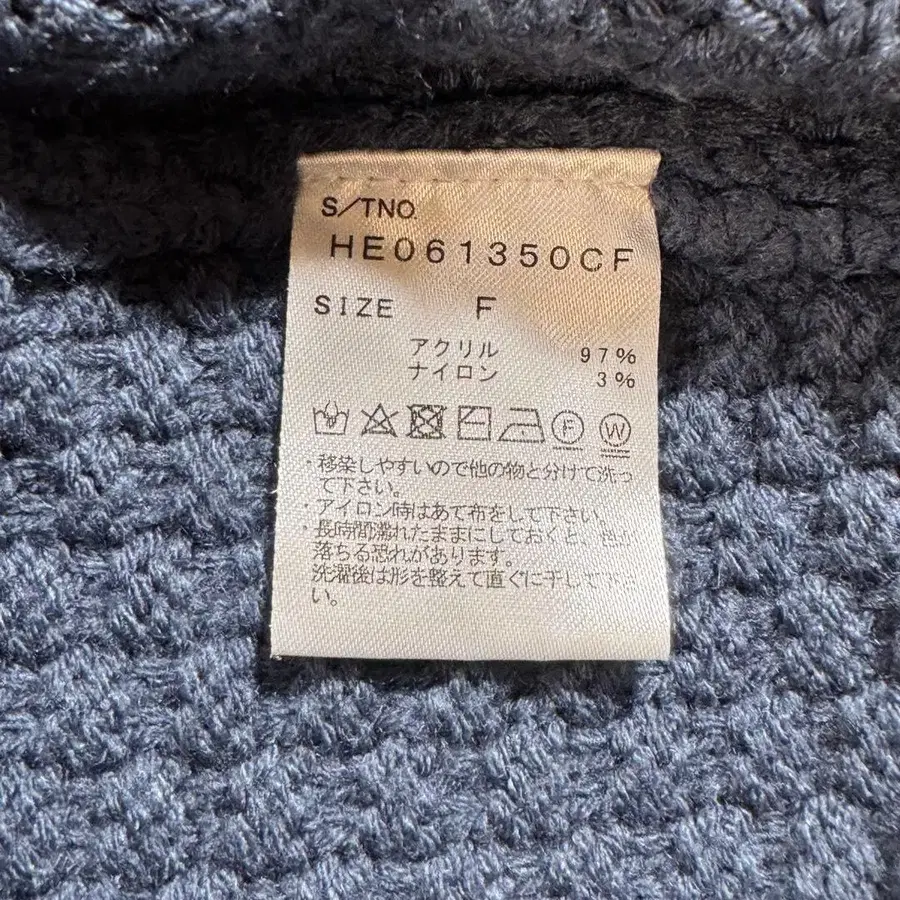 S/TNO.
HE061350CF
SIZE F
アクリル 97%
ナイロン 3%
F
W
・移染しやすいので他の物と分けて洗っ
て下さい。
・アイロン時はあて布をして下さい。
・長時間濡れたままにしておくと、色が
落ちる恐れがあります。
洗濯後は形を整えて直ぐに干して下さ
い。